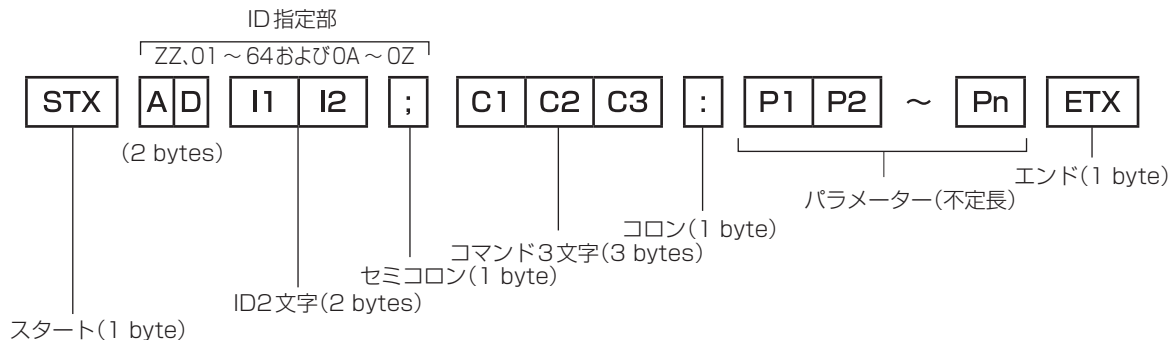 ID指定部
ZZ、01～64および0A～0Z
STX A D I1 I2 ; C1 C2 C3 : P1 P2 ～ Pn ETX
(2 bytes)
エンド(1 byte)
パラメーター(不定長)
コロン(1 byte)
コマンド3文字(3 bytes)
セミコロン(1 byte)
ID2文字(2 bytes)
スタート(1 byte)